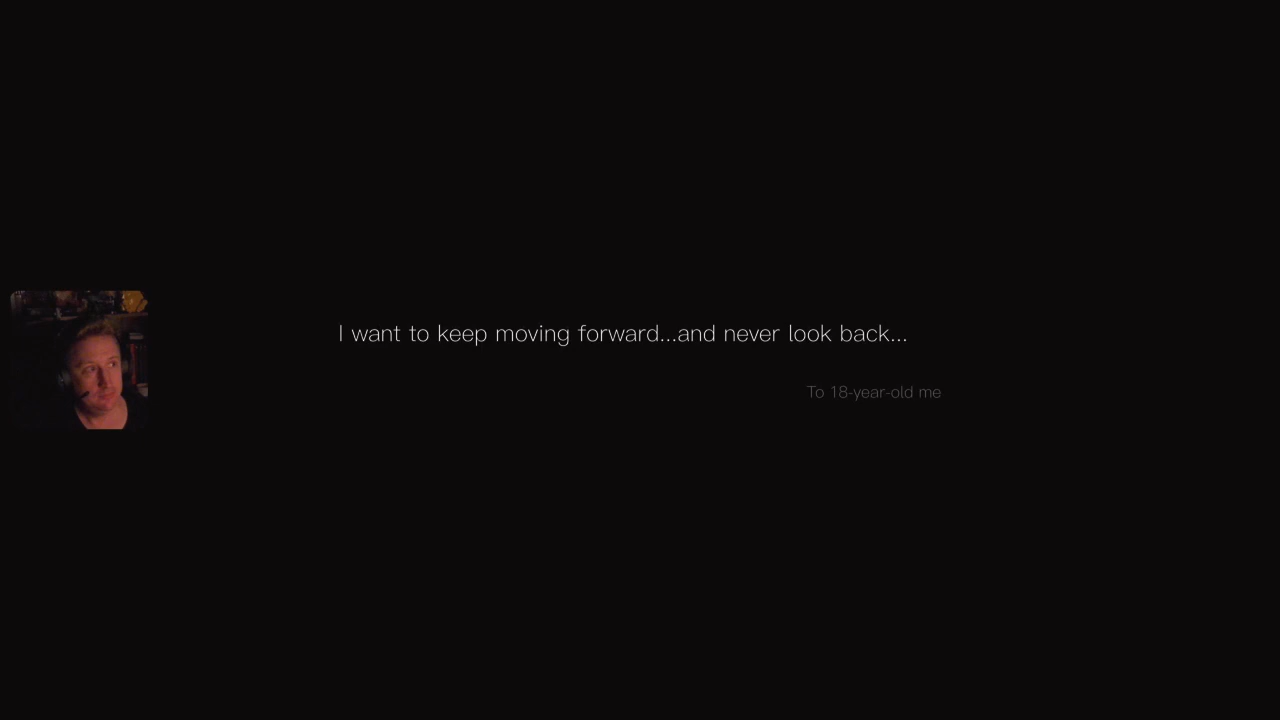 I want to keep moving forward...and never look back...
To 18-year-old me